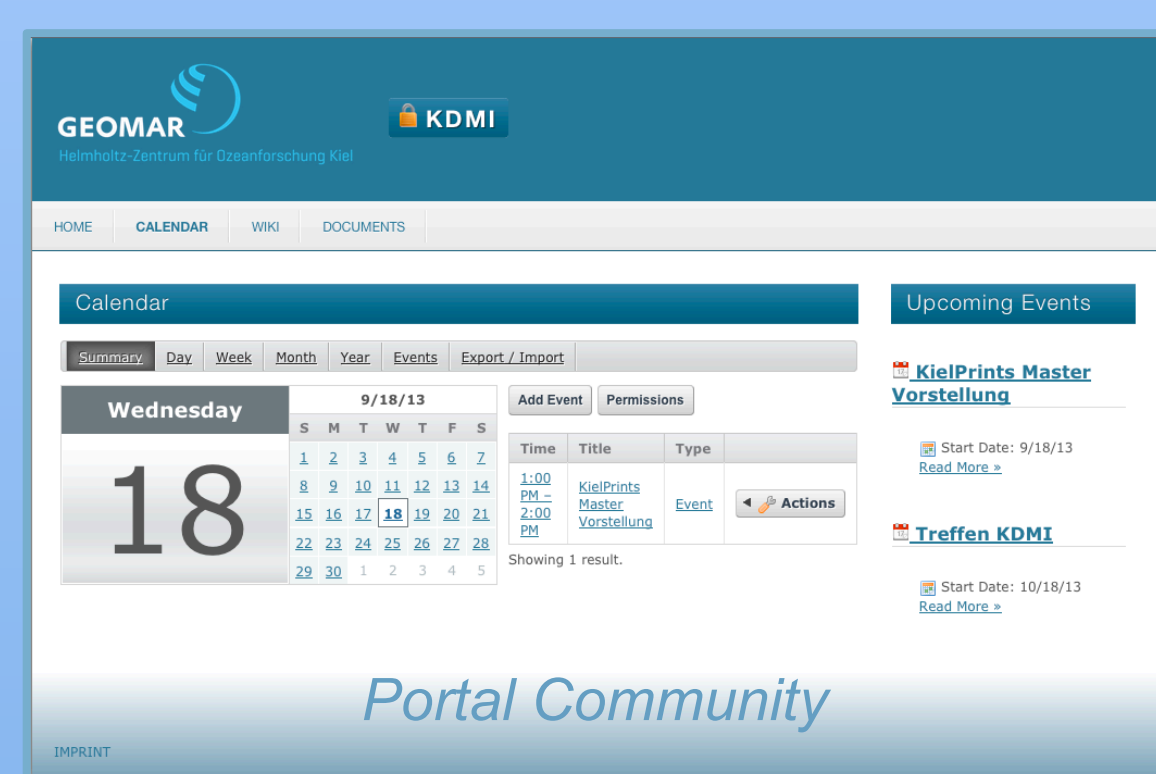 GEOMAR
Helmholtz-Zentrum für Ozeanforschung Kiel
KDMI
HOME CALENDAR WIKI DOCUMENTS
Calendar
Summary Day Week Month Year Events Export / Import
Wednesday
18
9/18/13
S M T W T F S
1 2 3 4 5 6 7
8 9 10 11 12 13 14
15 16 17 18 19 20 21
22 23 24 25 26 27 28
29 30 1 2 3 4 5
Add Event Permissions
Time Title Type
1:00
PM –
2:00
PM
KielPrints
Master
Vorstellung
Event
Actions
Showing 1 result.
Upcoming Events
KielPrints Master
Vorstellung
Start Date: 9/18/13
Read More »
Treffen KDMI
Start Date: 10/18/13
Read More »
Portal Community
IMPRINT